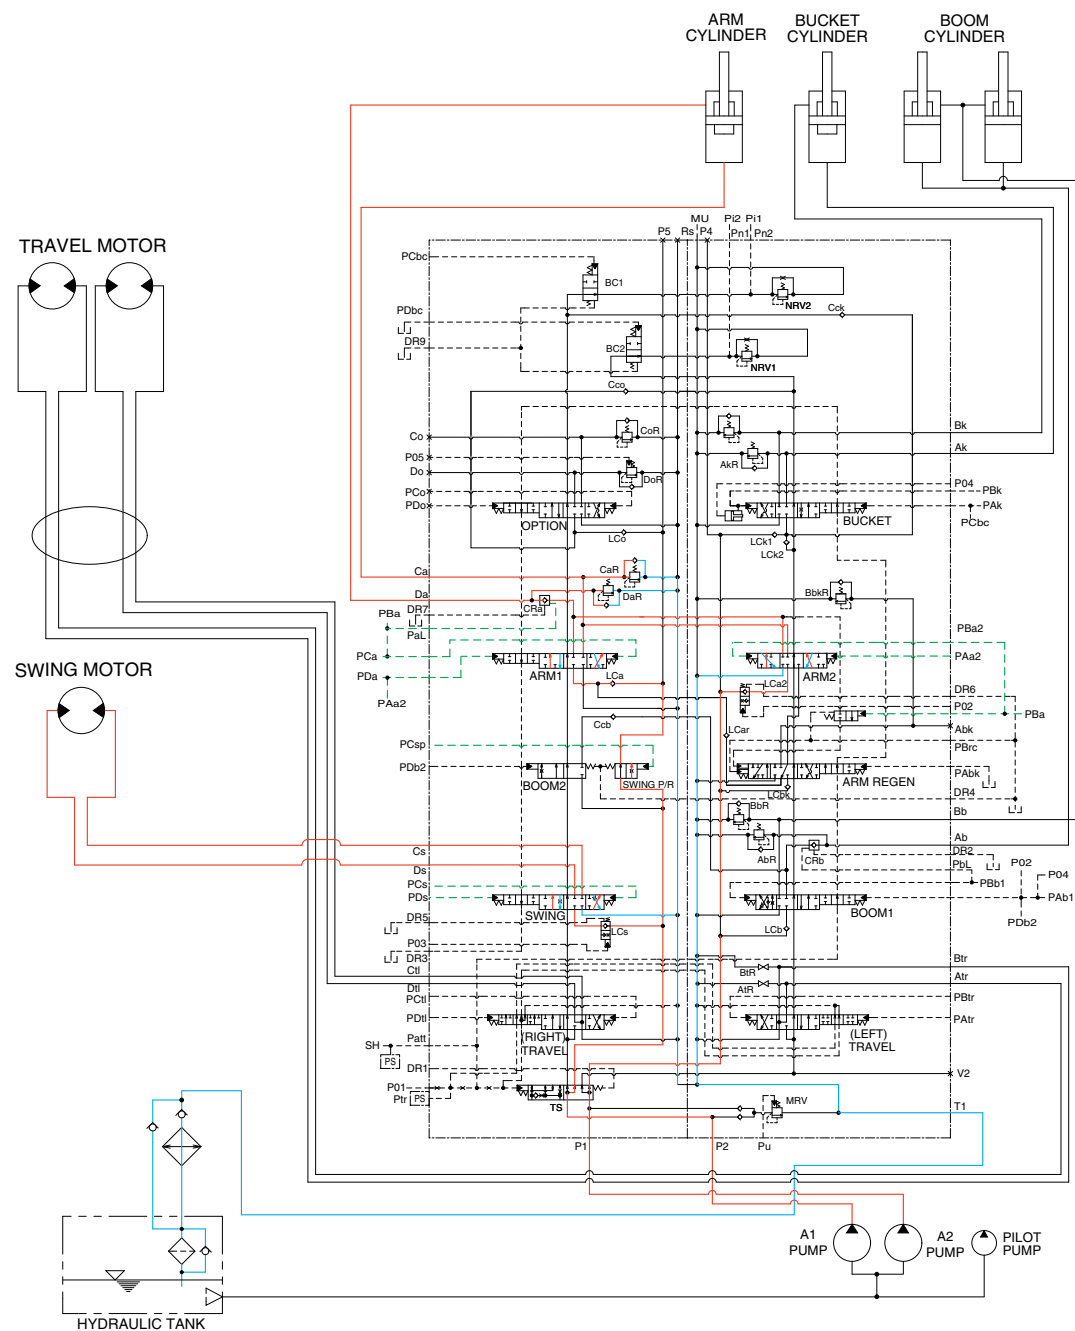 ARM
CYLINDER
BUCKET
CYLINDER
BOOM
CYLINDER
TRAVEL MOTOR
SWING MOTOR
MU
Pi2 Pi1
P5 Rs P4
Pn1 Pn2
PCbc
BC1
NRV2
Cck
PDbc
DR9
BC2
NRV1
Cco
Co
CoR
Bk
P05
Ak
Do
DoR
AkR
PCo
P04
PBk
PDo
PAk
OPTION
BUCKET
PCbc
LCo
LCk1
LCk2
Ca
CaR
Da
DaR
CRa
BbkR
PBa
DR7
PaL
PBa2
PCa
PAa2
PDa
ARM1
ARM2
LCa
LCa2
PAa2
DR6
P02
PBa
Ccb
LCar
Abk
PCsp
PBrc
PDb2
PAbk
BOOM2
SWING P/R
ARM REGEN
LCbk
DR4
BbR
Bb
AbR
CRb
Ab
DR2
Cs
PbL
P02
Ds
P04
PCs
PBb1
PDs
PAb1
SWING
BOOM1
DR5
LCs
LCb
PDb2
P03
DR3
Btr
Ctl
BtR
Atr
Dtl
AtR
PCtl
PBtr
PDtl
PAtr
(RIGHT)
TRAVEL
(LEFT)
TRAVEL
Patt
SH
PS
DR1
V2
P01
Ptr
PS
TS
MRV
T1
P1
P2
Pu
A1
PUMP
A2
PUMP
PILOT
PUMP
HYDRAULIC TANK